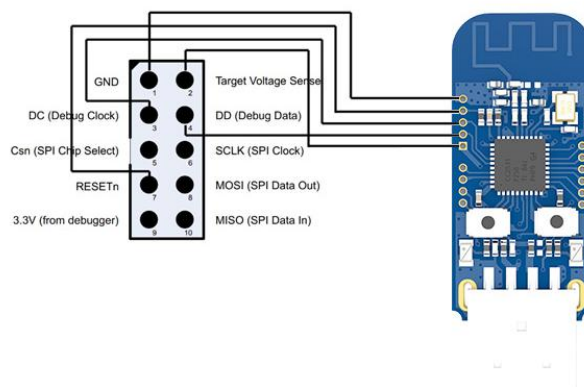 GND
1
2
Target Voltage Sense
DC (Debug Clock)
3
4
DD (Debug Data)
Csn (SPI Chip Select)
5
6
SCLK (SPI Clock)
RESETn
7
8
MOSI (SPI Data Out)
3.3V (from debugger)
9
10
MISO (SPI Data In)